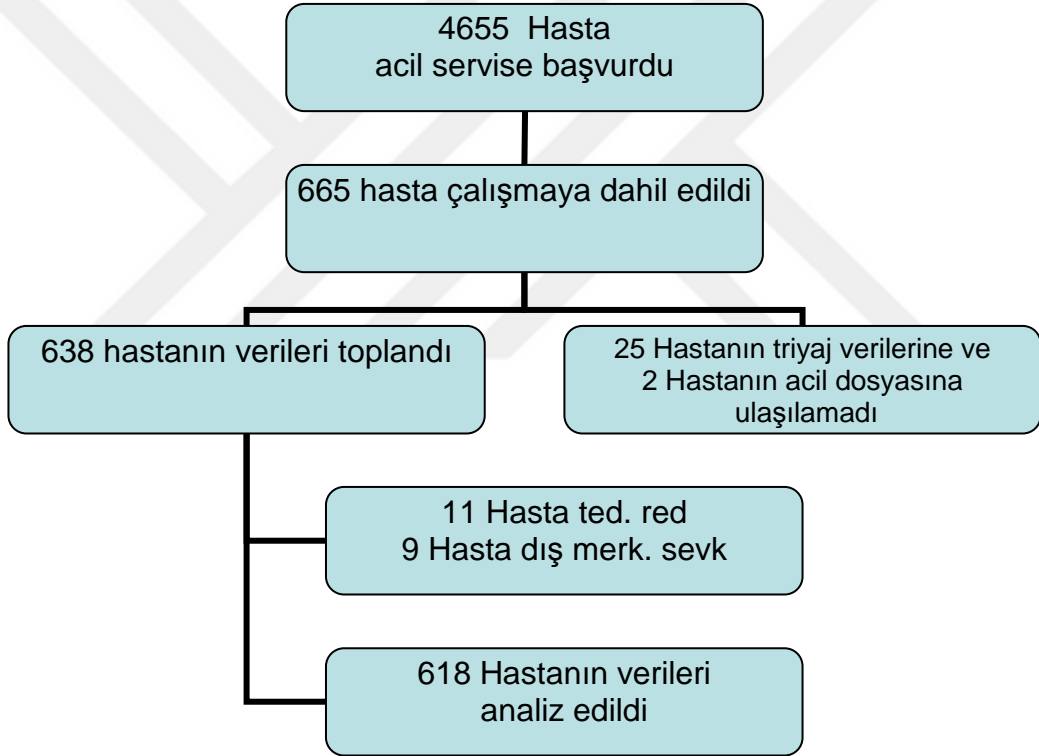 4655 Hasta
acil servise başvurdu
665 hasta çalışmaya dahil edildi
638 hastanın verileri toplandı
25 Hastanın triyaj verilerine ve
2 Hastanın acil dosyasına
ulaşılamadı
11 Hasta ted. red
9 Hasta dış merk. sevk
618 Hastanın verileri
analiz edildi